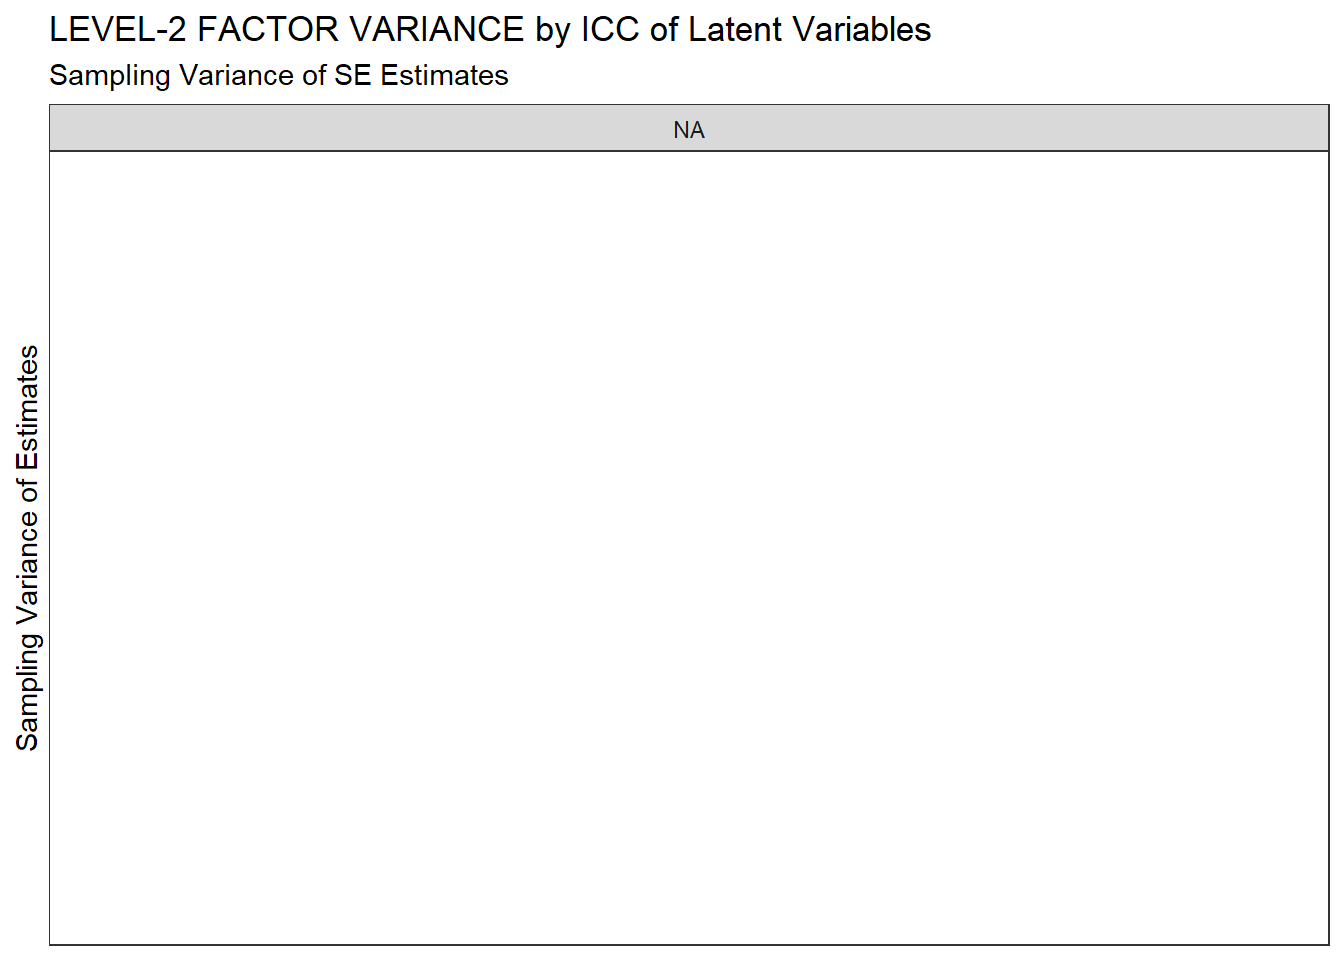 LEVEL-2 FACTOR VARIANCE by ICC of Latent Variables
Sampling Variance of SE Estimates
NA
Sampling Variance of Estimates